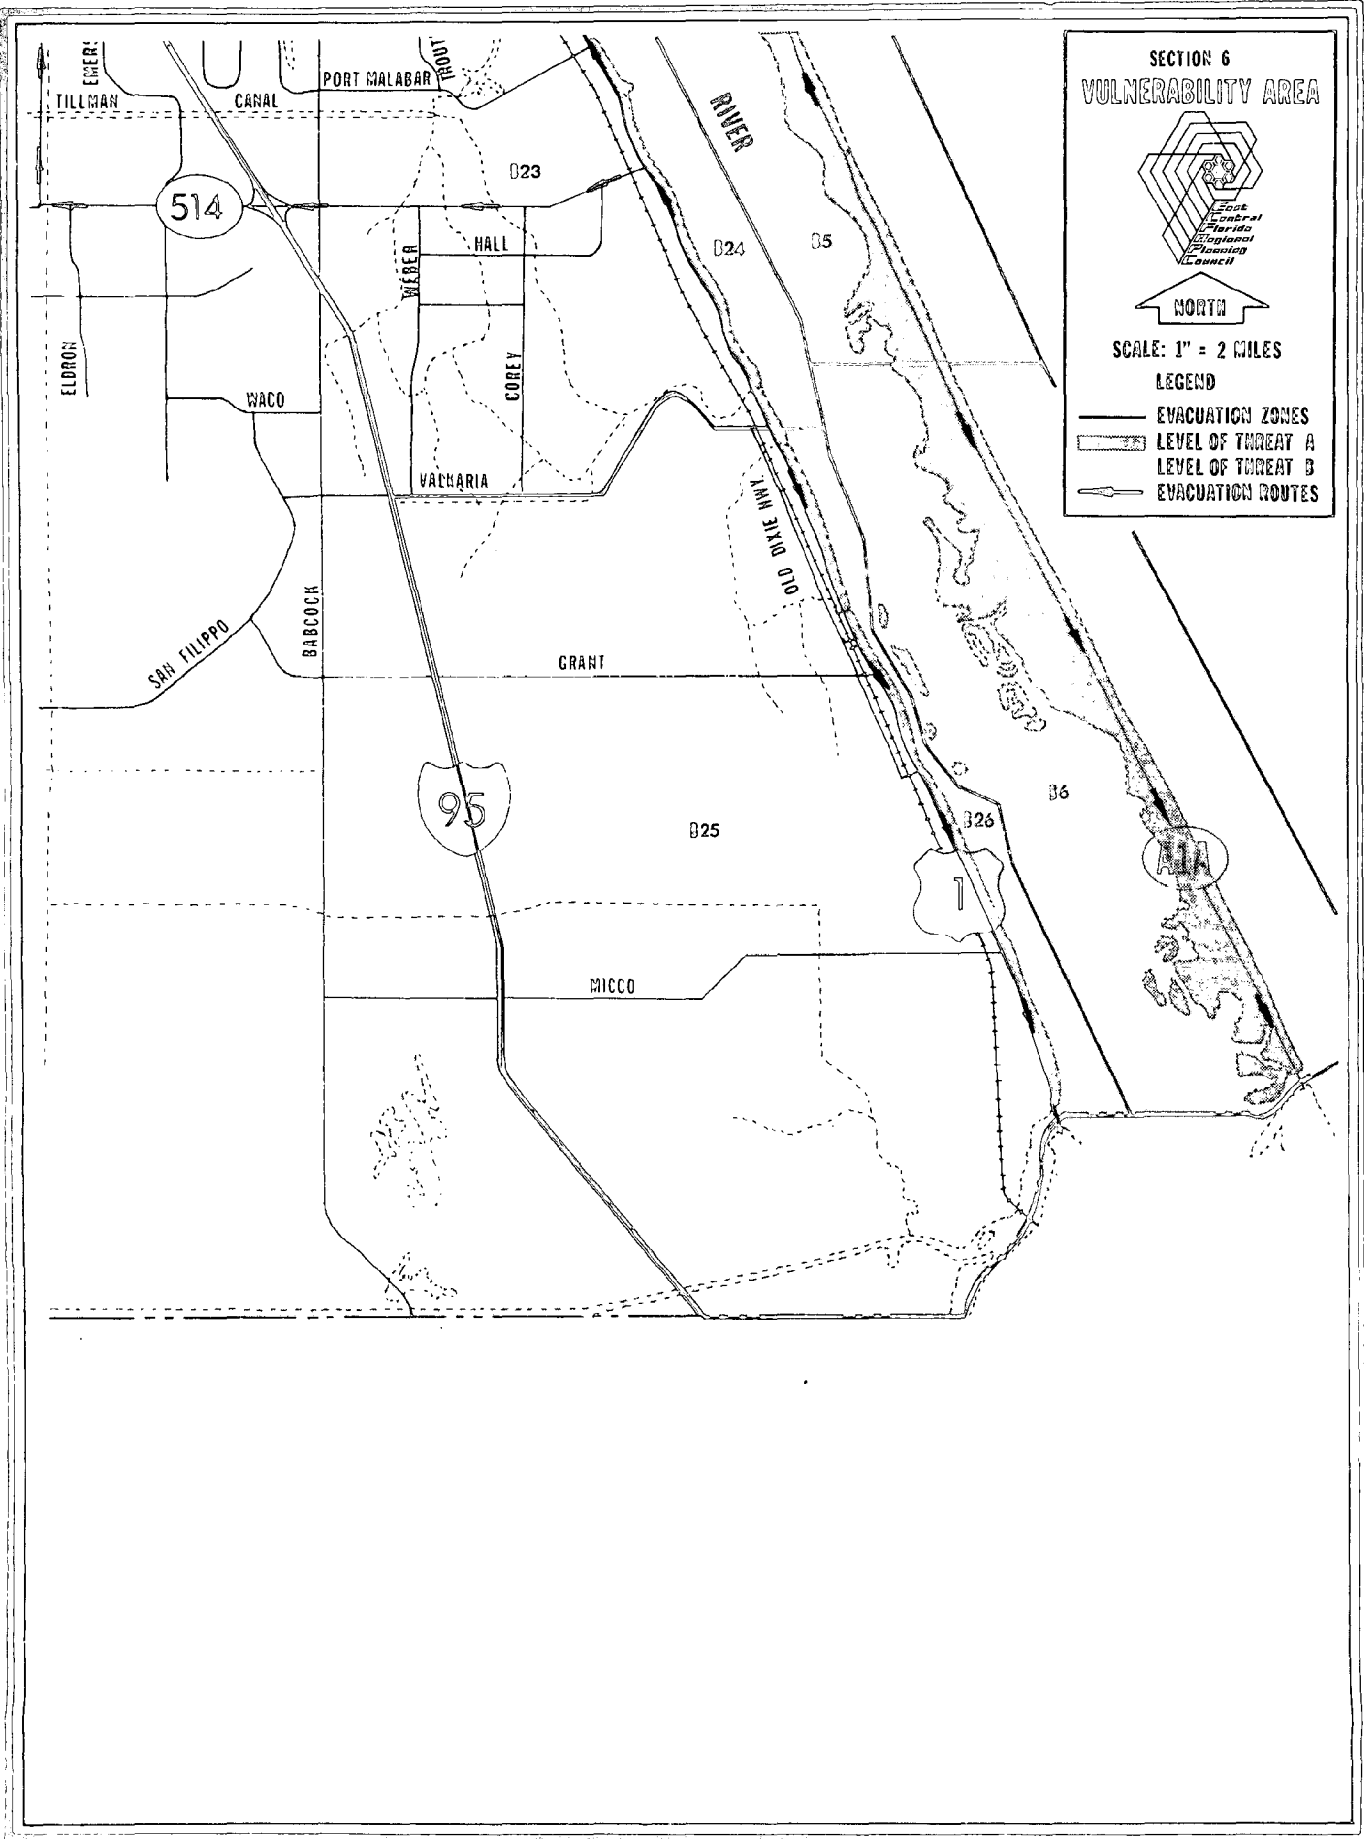 SECTION 6
VULNERABILITY AREA
East
Central
Florida
Regional
Planning
Council
NORTH
SCALE: 1" = 2 MILES
LEGEND
EVACUATION ZONES
LEVEL OF THREAT A
LEVEL OF THREAT B
EVACUATION ROUTES
TILLMAN
CANAL
PORT MALABAR
RIVER
B23
514
HALL
WEBER
B24
B5
ELDRON
COREY
WACO
VALKARIA
OLD DIXIE HWY
BABCOCK
SAN FILIPPO
GRANT
95
B25
B26
B6
A1A
1
MICCO